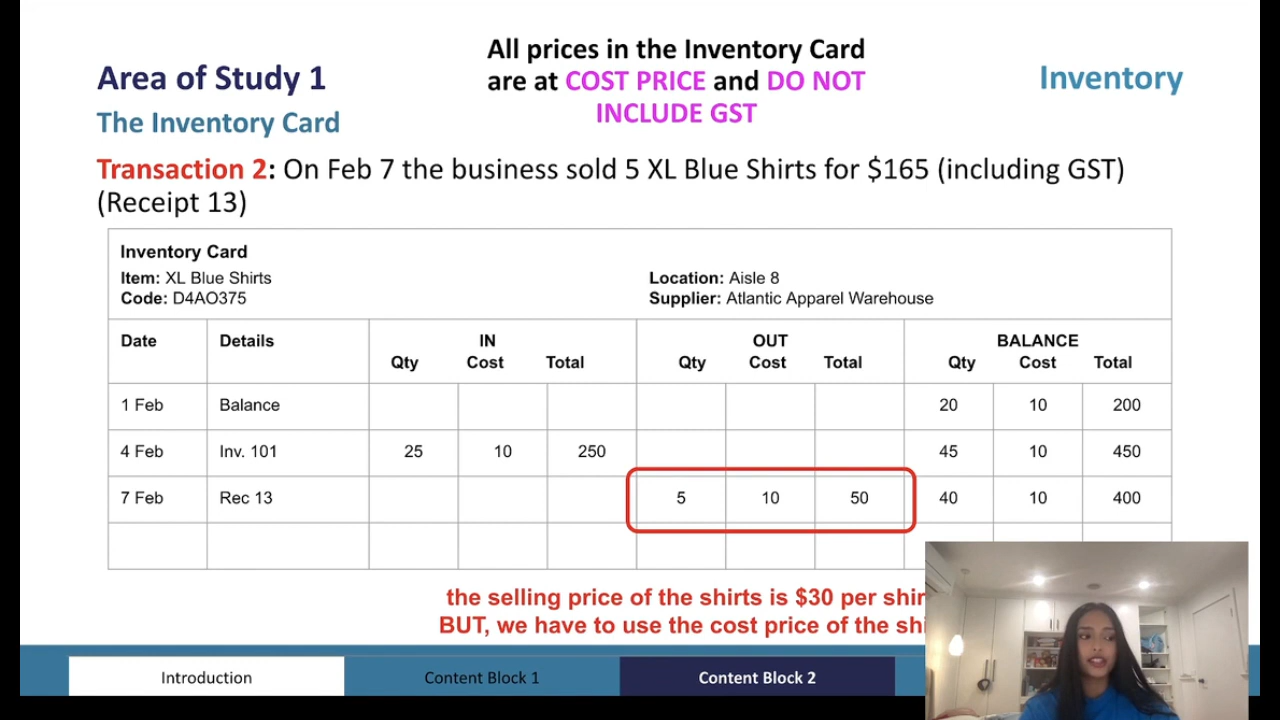 All prices in the Inventory Card
are at COST PRICE and DO NOT
INCLUDE GST
Area of Study 1
Inventory
The Inventory Card
Transaction 2: On Feb 7 the business sold 5 XL Blue Shirts for $165 (including GST)
(Receipt 13)
Inventory Card
Item: XL Blue Shirts Location: Aisle 8
Code: D4AO375 Supplier: Atlantic Apparel Warehouse
Date Details IN OUT BALANCE
Qty Cost Total Qty Cost Total Qty Cost Total
1 Feb Balance 20 10 200
4 Feb Inv. 101 25 10 250 45 10 450
7 Feb Rec 13 5 10 50 40 10 400
the selling price of the shirts is $30 per
BUT, we have to use the cost price of the
Introduction Content Block 1 Content Block 2